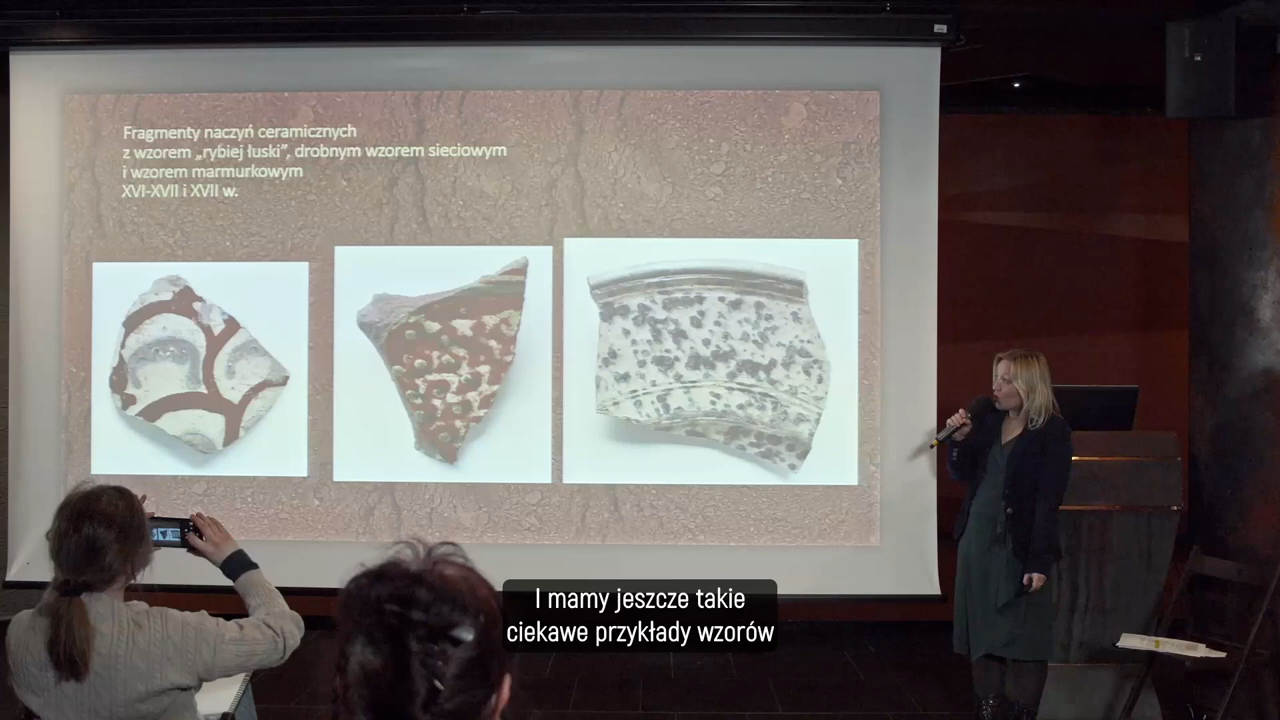 Fragmenty naczyń ceramicznych
z wzorem „rybiej łuski”, drobnym wzorem sieciowym
i wzorem marmurkowym
XVI-XVII i XVII w.
I mamy jeszcze takie
ciekawe przykłady wzorów